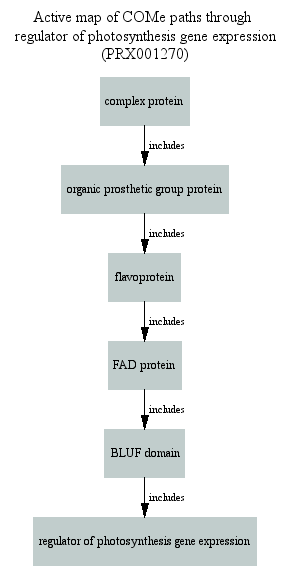 Active map of COMe paths through
regulator of photosynthesis gene expression
(PRX001270)
complex protein
includes
organic prosthetic group protein
includes
flavoprotein
includes
FAD protein
includes
BLUF domain
includes
regulator of photosynthesis gene expression